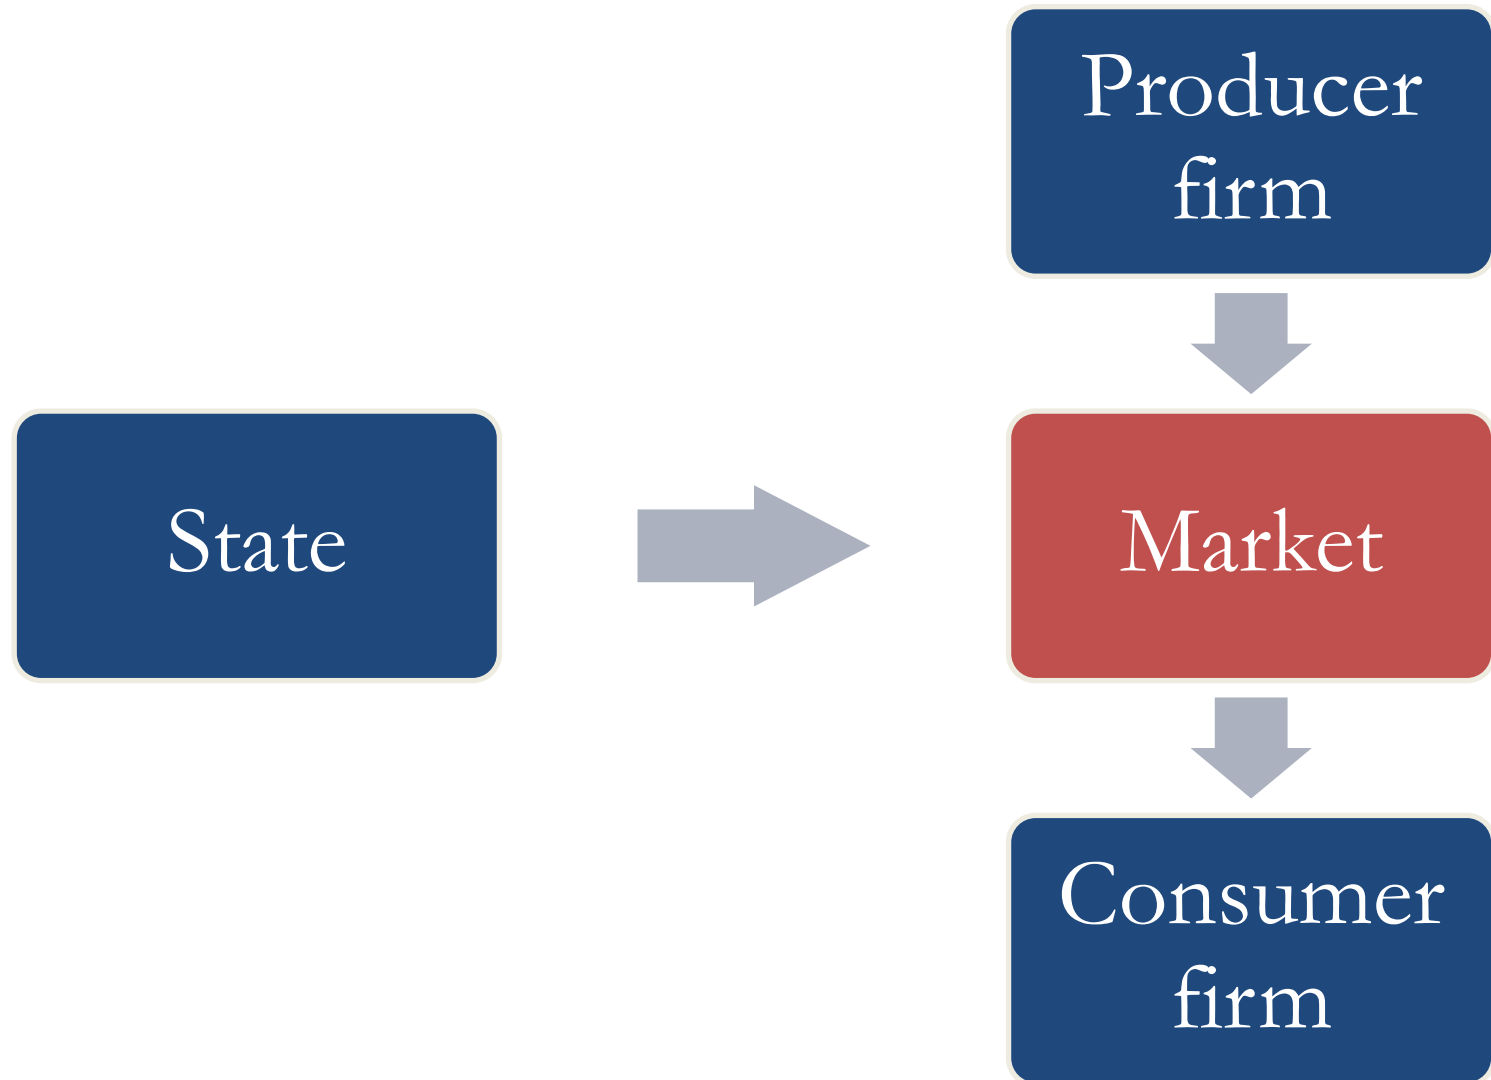 Producer
firm
State
Market
Consumer
firm